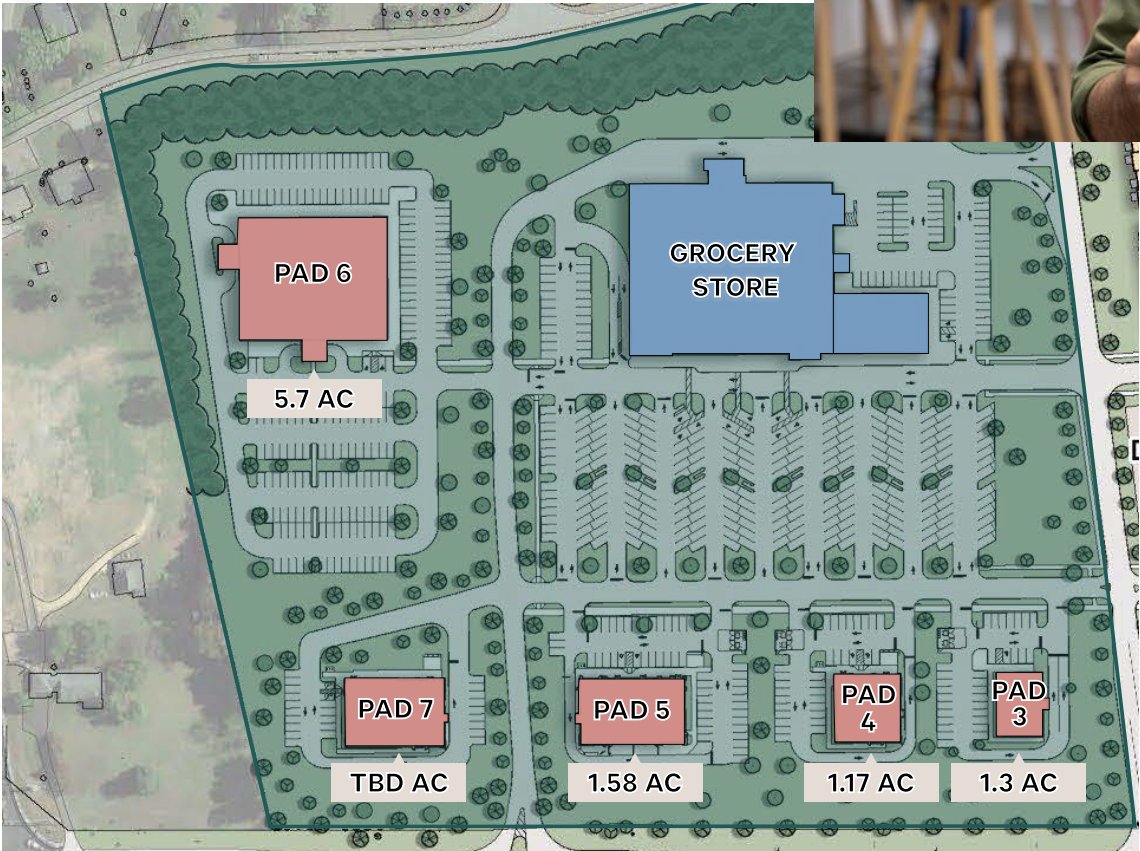 GROCERY
STORE
PAD 6
5.7 AC
PAD 7
PAD 5
PAD
4
PAD
3
TBD AC
1.58 AC
1.17 AC
1.3 AC